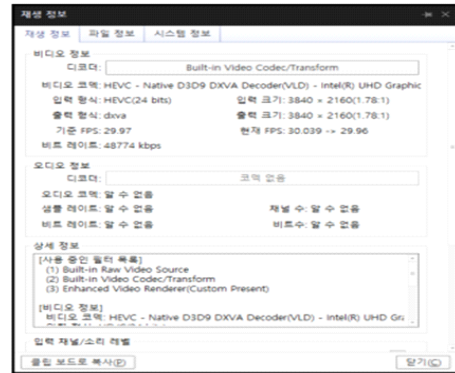 재생 정보
재생 정보 파일 정보 시스템 정보
비디오 정보
디코더: Built-in Video Codec/Transform
비디오 코덱: HEVC - Native D3D9 DXVA Decoder(VLD) - Intel(R) UHD Graphic
입력 형식: HEVC(24 bits) 입력 크기: 3840 × 2160(1.78:1)
출력 형식: dxva 출력 크기: 3840 × 2160(1.78:1)
기준 FPS: 29.97 현재 FPS: 30.039 -> 29.96
비트 레이트: 48774 kbps
오디오 정보
디코더: 코덱 없음
오디오 코덱: 알 수 없음
샘플 레이트: 알 수 없음 채널 수: 알 수 없음
비트 레이트: 알 수 없음 비트수: 알 수 없음
상세 정보
[사용 중인 필터 목록]
(1) Built-in Raw Video Source
(2) Built-in Video Codec/Transform
(3) Enhanced Video Renderer(Custom Present)
[비디오 정보]
비디오 코덱: HEVC - Native D3D9 DXVA Decoder(VLD) - Intel(R) UHD Gra
입력 채널/소리 레벨
클립 보드로 복사(P) 닫기(C)